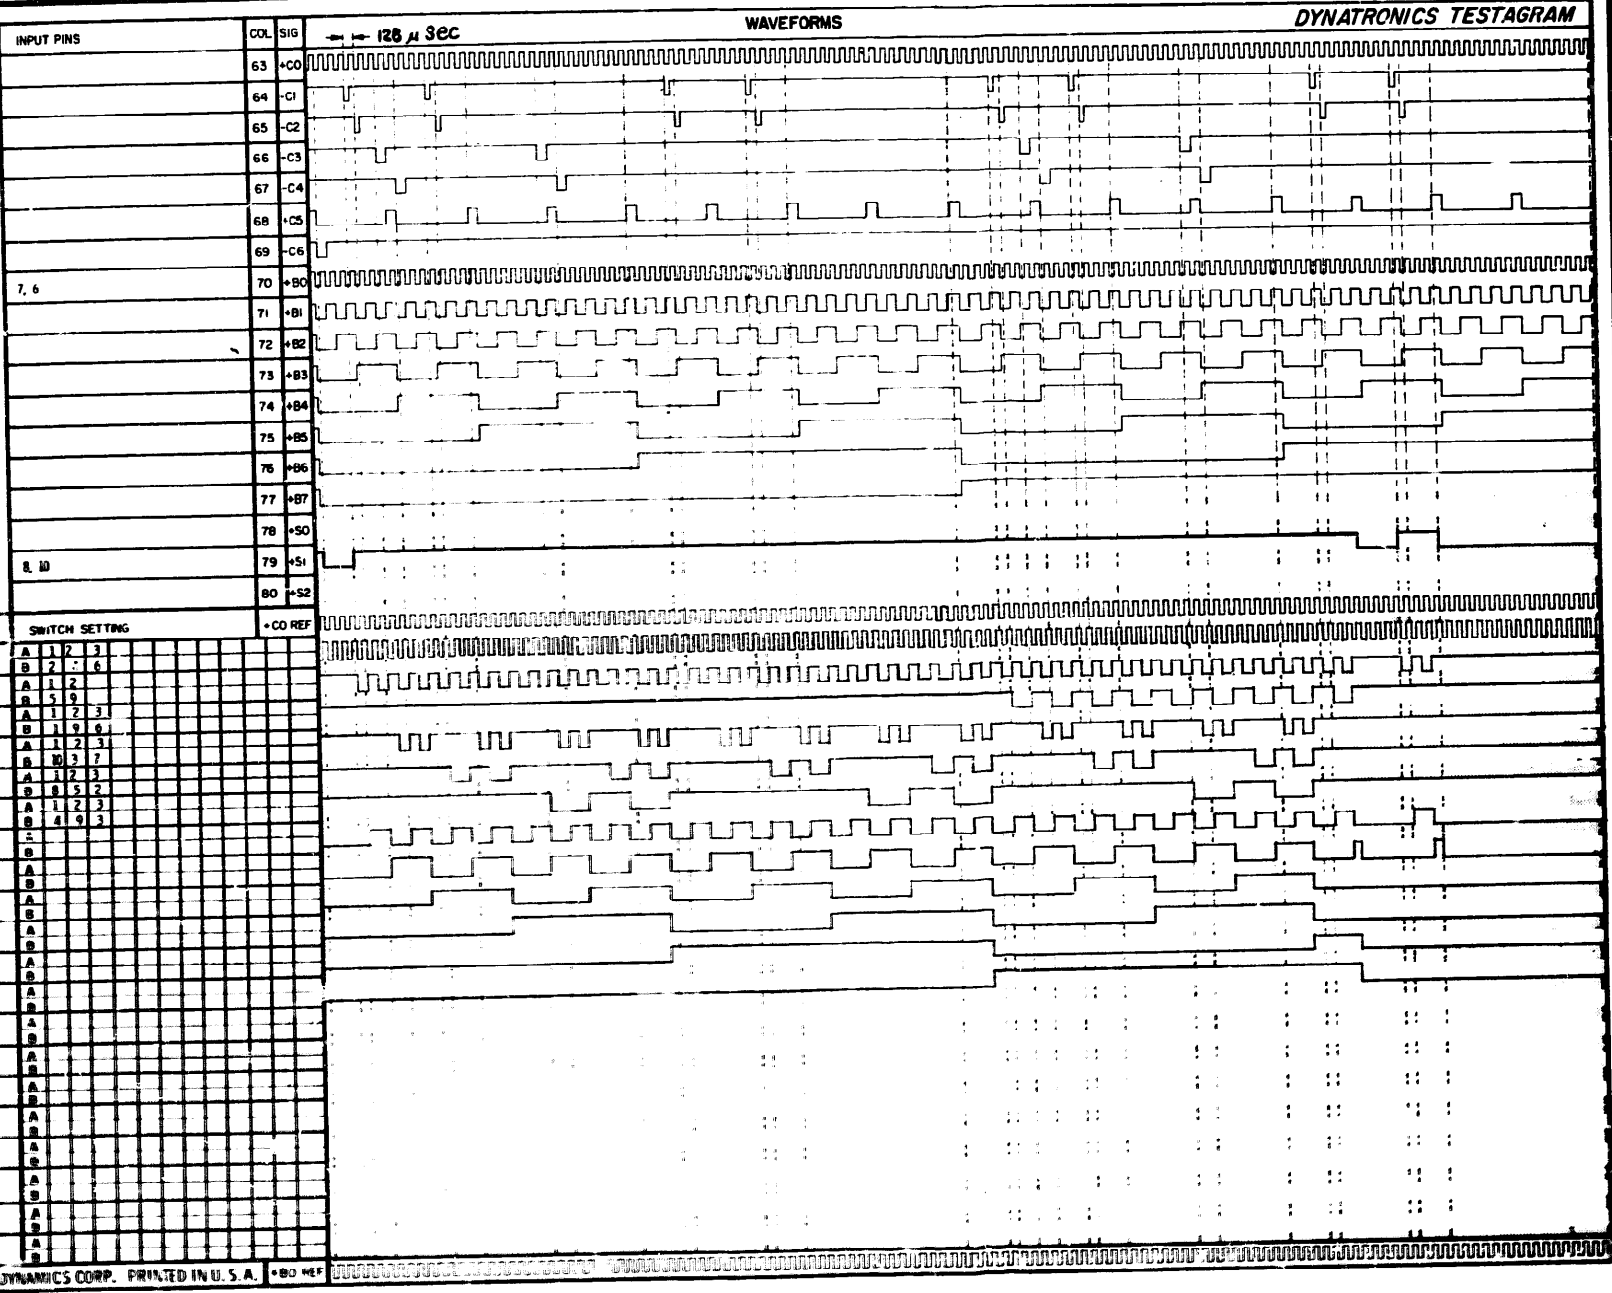 INPUT PINS COL SIG 128 μ SEC WAVEFORMS DYNATRONICS TESTAGRAM
63 +C0
64 -C1
65 -C2
66 -C3
67 -C4
68 +C5
69 -C6
7, 6 70 +B0
71 +B1
72 +B2
73 +B3
74 +B4
75 +B5
76 +B6
77 +B7
78 +S0
8, 10 79 +S1
80 +S2
SWITCH SETTING +CO REF
A 1 2 3
B 2 6
A 1 2
B 5 9
A 1 2 3
B 1 9 6
A 1 2 3
B 10 3 7
A 1 2 3
B 8 5 2
A 1 2 3
B 4 9 3
B
A
B
A
B
A
B
A
B
A
B
A
B
A
B
A
B
A
B
A
B
A
B
A
B
A
B
DYNAMICS CORP. PRINTED IN U.S.A. +BO REF